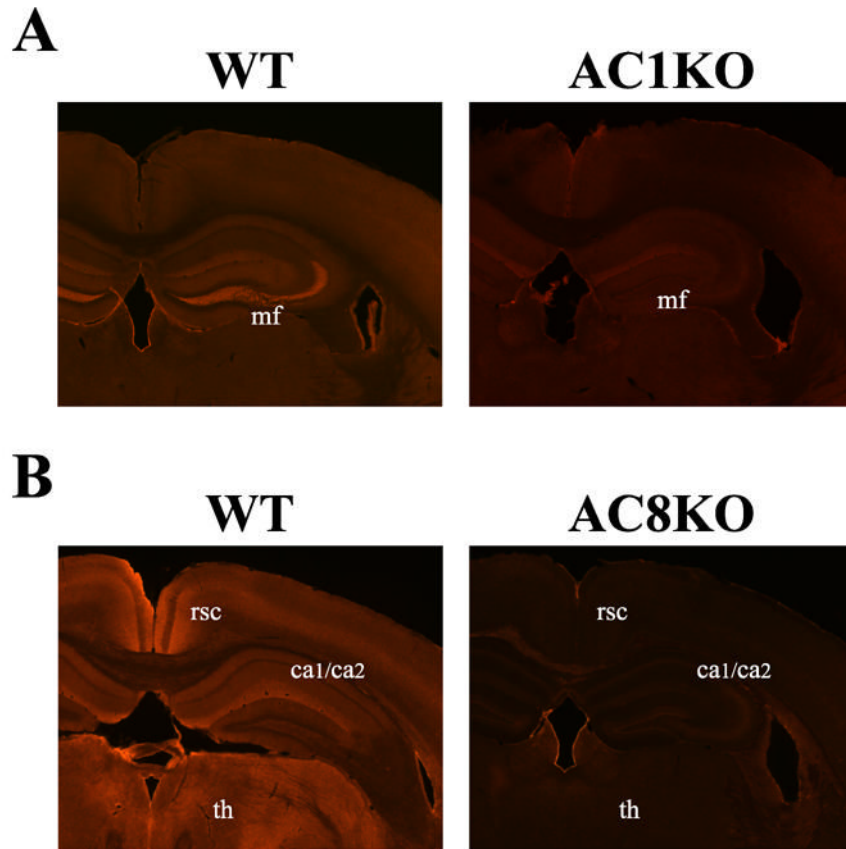 A
WT AC1KO
mf mf
B
WT AC8KO
rsc rsc
ca1/ca2 ca1/ca2
th th